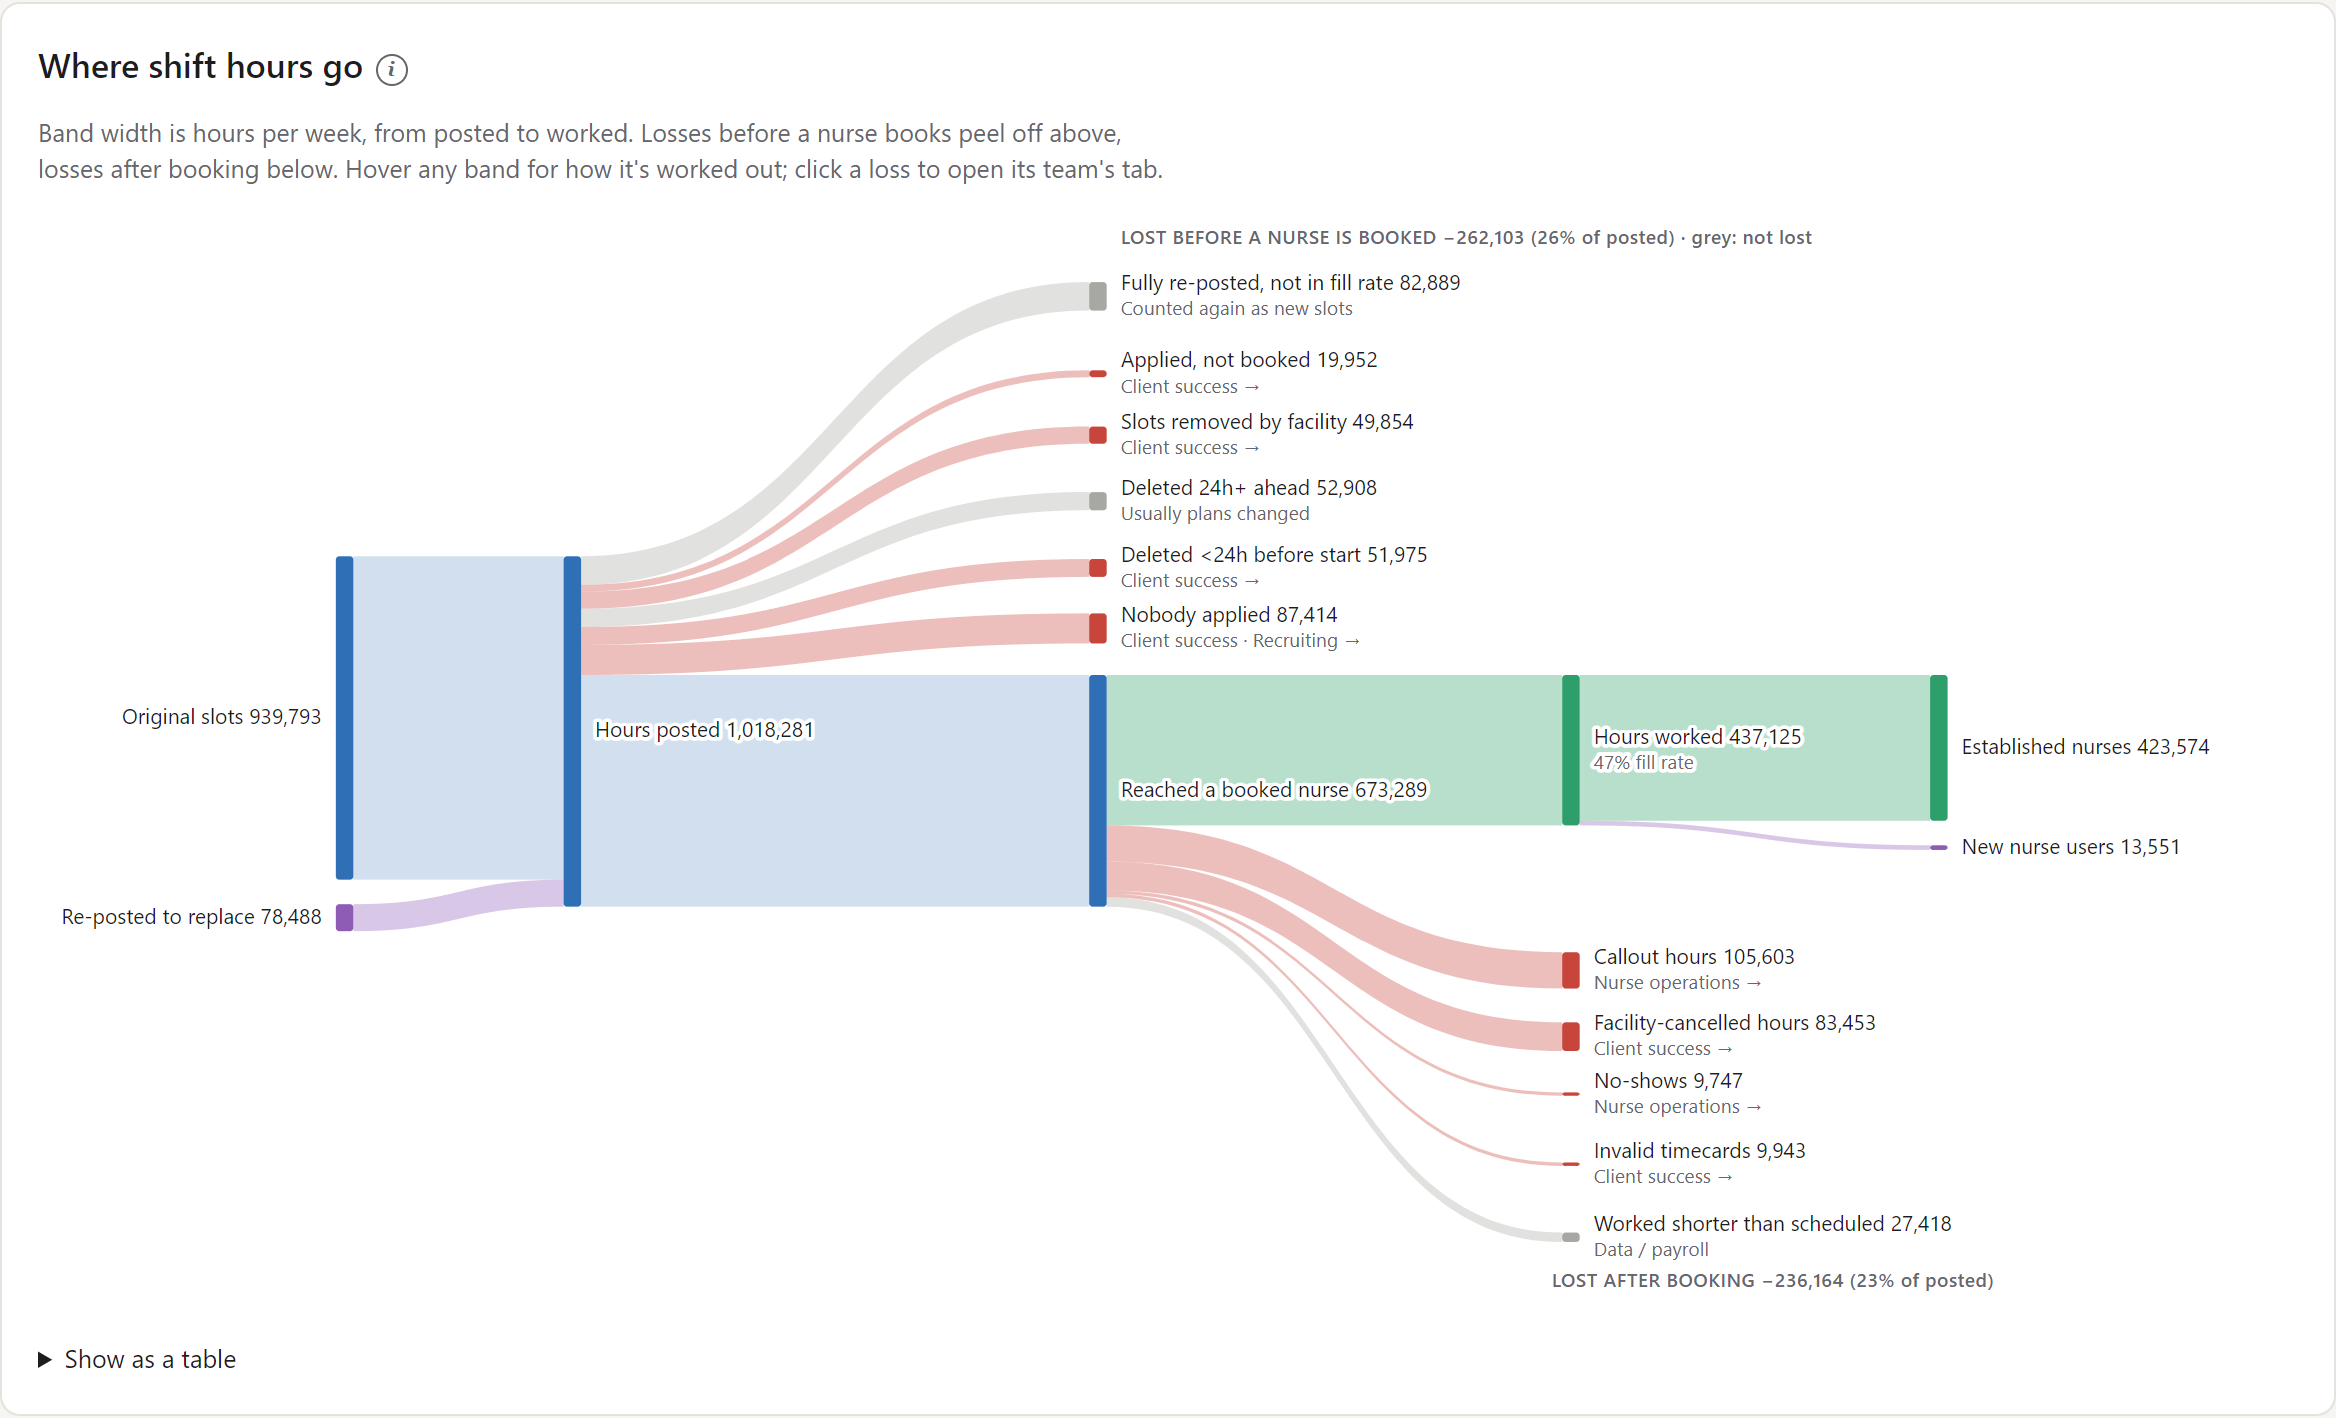 Where shift hours go i
Band width is hours per week, from posted to worked. Losses before a nurse books peel off above,
losses after booking below. Hover any band for how it's worked out; click a loss to open its team's tab.
LOST BEFORE A NURSE IS BOOKED −262,103 (26% of posted) · grey: not lost
Fully re-posted, not in fill rate 82,889
Counted again as new slots
Applied, not booked 19,952
Client success →
Slots removed by facility 49,854
Client success →
Deleted 24h+ ahead 52,908
Usually plans changed
Deleted <24h before start 51,975
Client success →
Nobody applied 87,414
Client success · Recruiting →
Original slots 939,793
Hours posted 1,018,281
Reached a booked nurse 673,289
Hours worked 437,125
47% fill rate
Established nurses 423,574
New nurse users 13,551
Re-posted to replace 78,488
Callout hours 105,603
Nurse operations →
Facility-cancelled hours 83,453
Client success →
No-shows 9,747
Nurse operations →
Invalid timecards 9,943
Client success →
Worked shorter than scheduled 27,418
Data / payroll
LOST AFTER BOOKING −236,164 (23% of posted)
▶ Show as a table